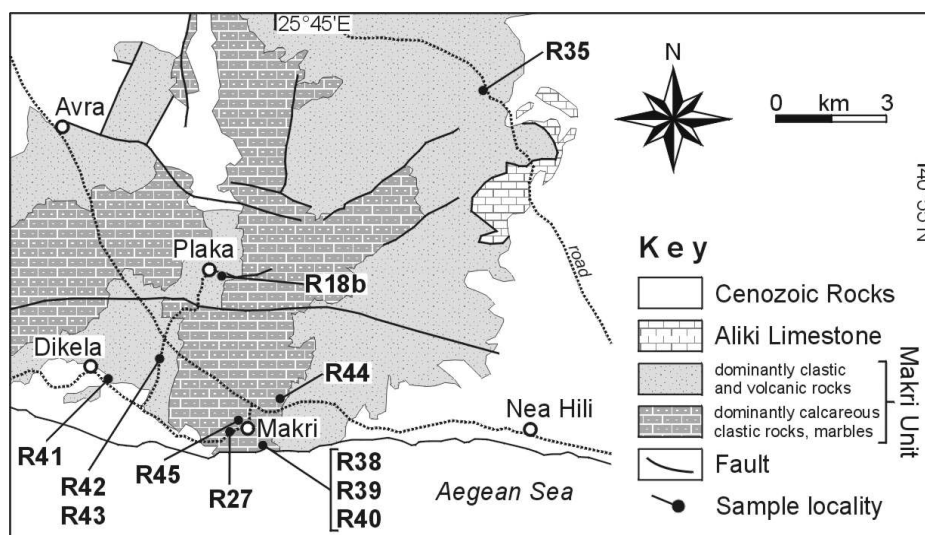 25°45'E
R35
N
0 km 3
Avra
Plaka
R18b
road
Dikela
R44
Nea Hili
Makri
R41
R42
R43
R45
R27
R38
R39
R40
Aegean Sea
Key
Cenozoic Rocks
Aliki Limestone
dominantly clastic
and volcanic rocks
dominantly calcareous
clastic rocks, marbles
Makri Unit
Fault
Sample locality